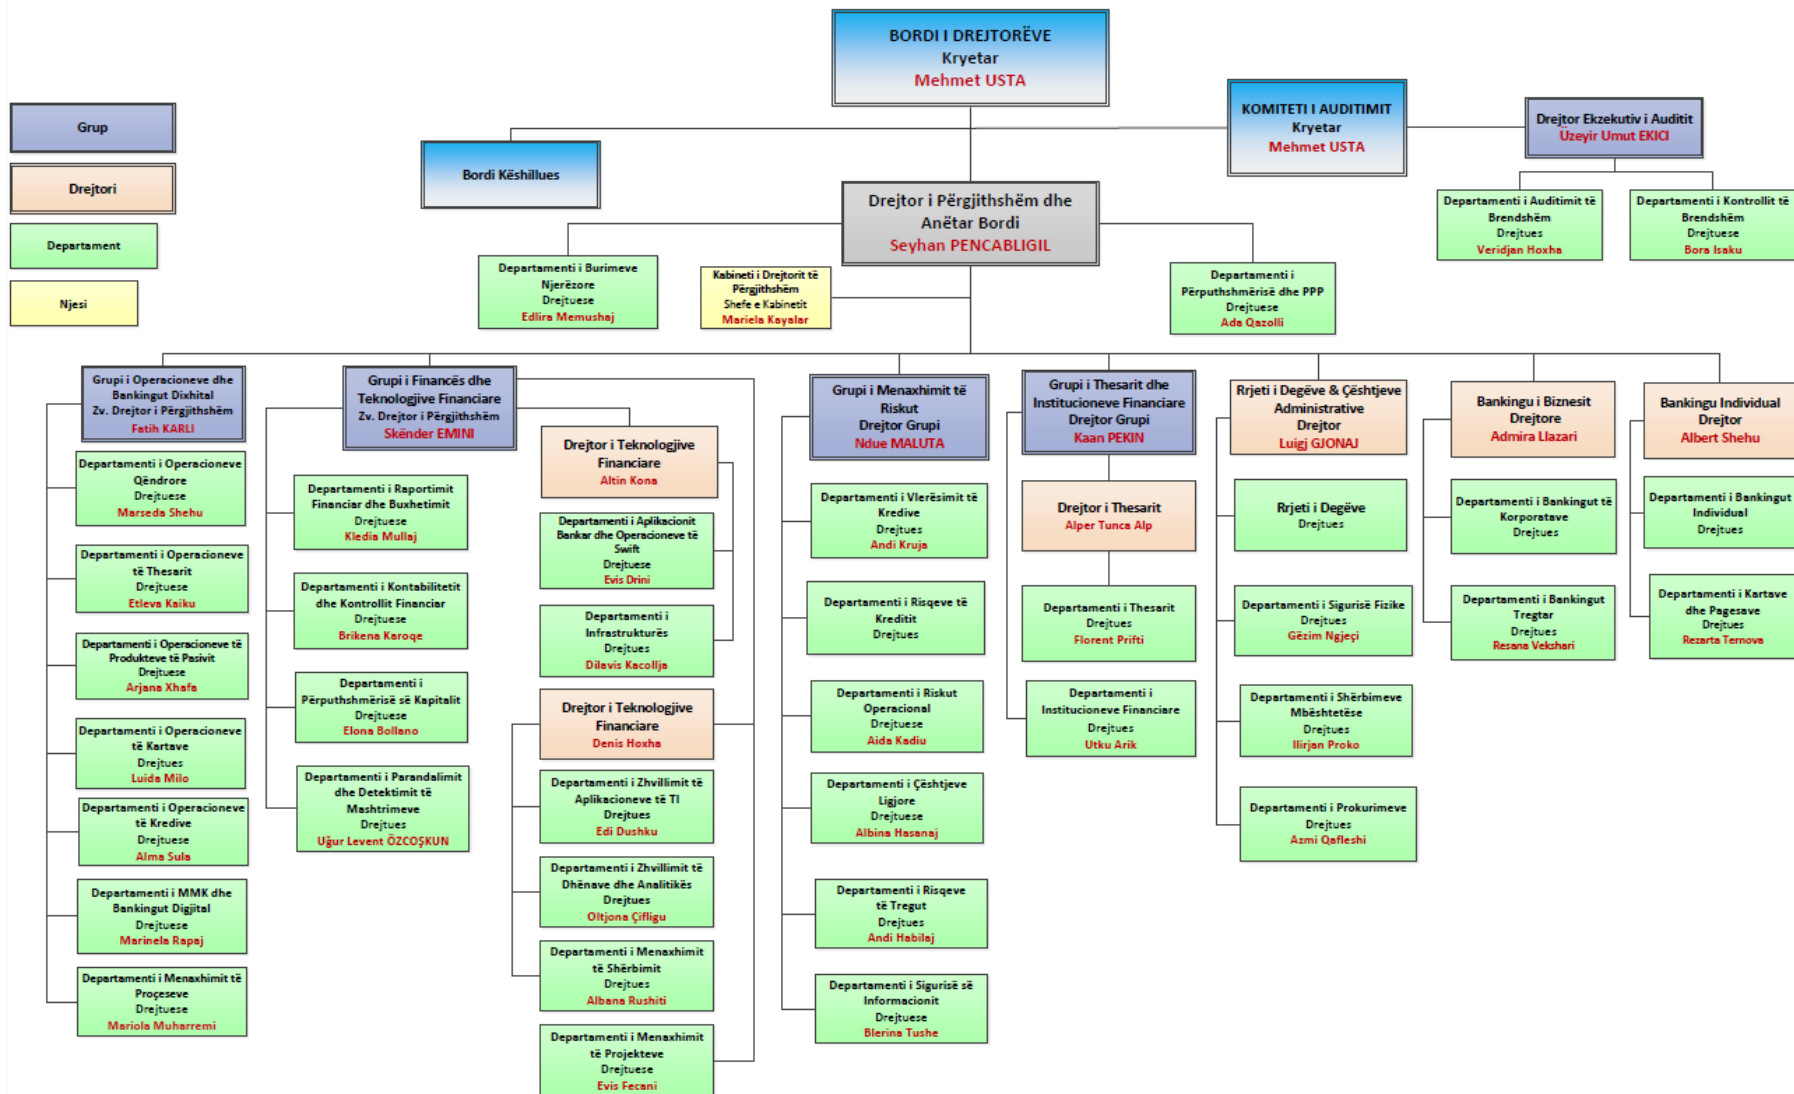 BORDI I DREJTORËVE
Kryetar
Mehmet USTA
KOMITETI I AUDITIMIT
Kryetar
Mehmet USTA
Drejtor Ekzekutiv i Auditit
Üzeyir Umut EKICI
Grup
Drejtori
Departament
Njesi
Bordi Këshillues
Drejtor i Përgjithshëm dhe
Anëtar Bordi
Seyhan PENCABLIGIL
Departamenti i Auditimit të
Brendshëm
Drejtues
Veridjan Hoxha
Departamenti i Kontrollit të
Brendshëm
Drejtuese
Bora Isaku
Departamenti i Burimeve
Njerëzore
Drejtuese
Edlira Memushaj
Kabineti i Drejtorit të
Përgjithshëm
Shefe e Kabinetit
Mariela Kayalar
Departamenti i
Përputhshmërisë dhe PPP
Drejtuese
Ada Qazolli
Grupi i Operacioneve dhe
Bankingut Dixhital
Zv. Drejtor i Përgjithshëm
Fatih KARLI
Departamenti i Operacioneve
Qëndrore
Drejtuese
Marseda Shehu
Departamenti i Operacioneve
të Thesarit
Drejtuese
Etleva Kaiku
Departamenti i Operacioneve të
Produkteve të Pasivit
Drejtuese
Arjana Xhafa
Departamenti i Operacioneve
të Kartave
Drejtues
Luida Milo
Departamenti i Operacioneve
të Kredive
Drejtuese
Alma Sula
Departamenti i MMK dhe
Bankingut Digjital
Drejtuese
Marinela Rapaj
Departamenti i Menaxhimit të
Proçeseve
Drejtuese
Mariola Muharremi
Grupi i Financës dhe
Teknologjive Financiare
Zv. Drejtor i Përgjithshëm
Skënder EMINI
Departamenti i Raportimit
Financiar dhe Buxhetimit
Drejtuese
Kledia Mullaj
Departamenti i Kontabilitetit
dhe Kontrollit Financiar
Drejtuese
Brikena Karoqe
Departamenti i
Përputhshmërisë së Kapitalit
Drejtuese
Elona Bollano
Departamenti i Parandalimit
dhe Detektimit të
Mashtrimeve
Drejtues
Uğur Levent ÖZCOŞKUN
Drejtor i Teknologjive
Financiare
Altin Kona
Departamenti i Aplikacionit
Bankar dhe Operacioneve të
Swift
Drejtuese
Evis Drini
Departamenti i
Infrastrukturës
Drejtues
Dilavis Kacollja
Drejtor i Teknologjive
Financiare
Denis Hoxha
Departamenti i Zhvillimit të
Aplikacioneve të TI
Drejtues
Edi Dushku
Departamenti i Zhvillimit të
Dhënave dhe Analitikës
Drejtues
Oltjona Çifligu
Departamenti i Menaxhimit
të Shërbimit
Drejtues
Albana Rushiti
Departamenti i Menaxhimit
të Projekteve
Drejtuese
Evis Fecani
Grupi i Menaxhimit të
Riskut
Drejtor Grupi
Ndue MALUTA
Departamenti i Vlerësimit të
Kredive
Drejtues
Andi Kruja
Departamenti i Risqeve të
Kreditit
Drejtues
Departamenti i Riskut
Operacional
Drejtuese
Aida Kadiu
Departamenti i Çështjeve
Ligjore
Drejtuese
Albina Hasanaj
Departamenti i Risqeve
të Tregut
Drejtues
Andi Habilaj
Departamenti i Sigurisë së
Informacionit
Drejtuese
Blerina Tushe
Grupi i Thesarit dhe
Institucioneve Financiare
Drejtor Grupi
Kaan PEKIN
Drejtor i Thesarit
Alper Tunca Alp
Departamenti i Thesarit
Drejtues
Florent Prifti
Departamenti i
Institucioneve Financiare
Drejtues
Utku Arik
Rrjeti i Degëve & Çështjeve
Administrative
Drejtor
Luigj GJONAJ
Rrjeti i Degëve
Drejtues
Departamenti i Sigurisë Fizike
Drejtues
Gëzim Ngjeçi
Departamenti i Shërbimeve
Mbështetëse
Drejtues
Ilirjan Proko
Departamenti i Prokurimeve
Drejtues
Azmi Qafleshi
Bankingu i Biznesit
Drejtore
Admira Llazari
Departamenti i Bankingut të
Korporatave
Drejtues
Departamenti i Bankingut
Tregtar
Drejtues
Resana Vekshari
Bankingu Individual
Drejtor
Albert Shehu
Departamenti i Bankingut
Individual
Drejtues
Departamenti i Kartave
dhe Pagesave
Drejtues
Rezarta Ternova